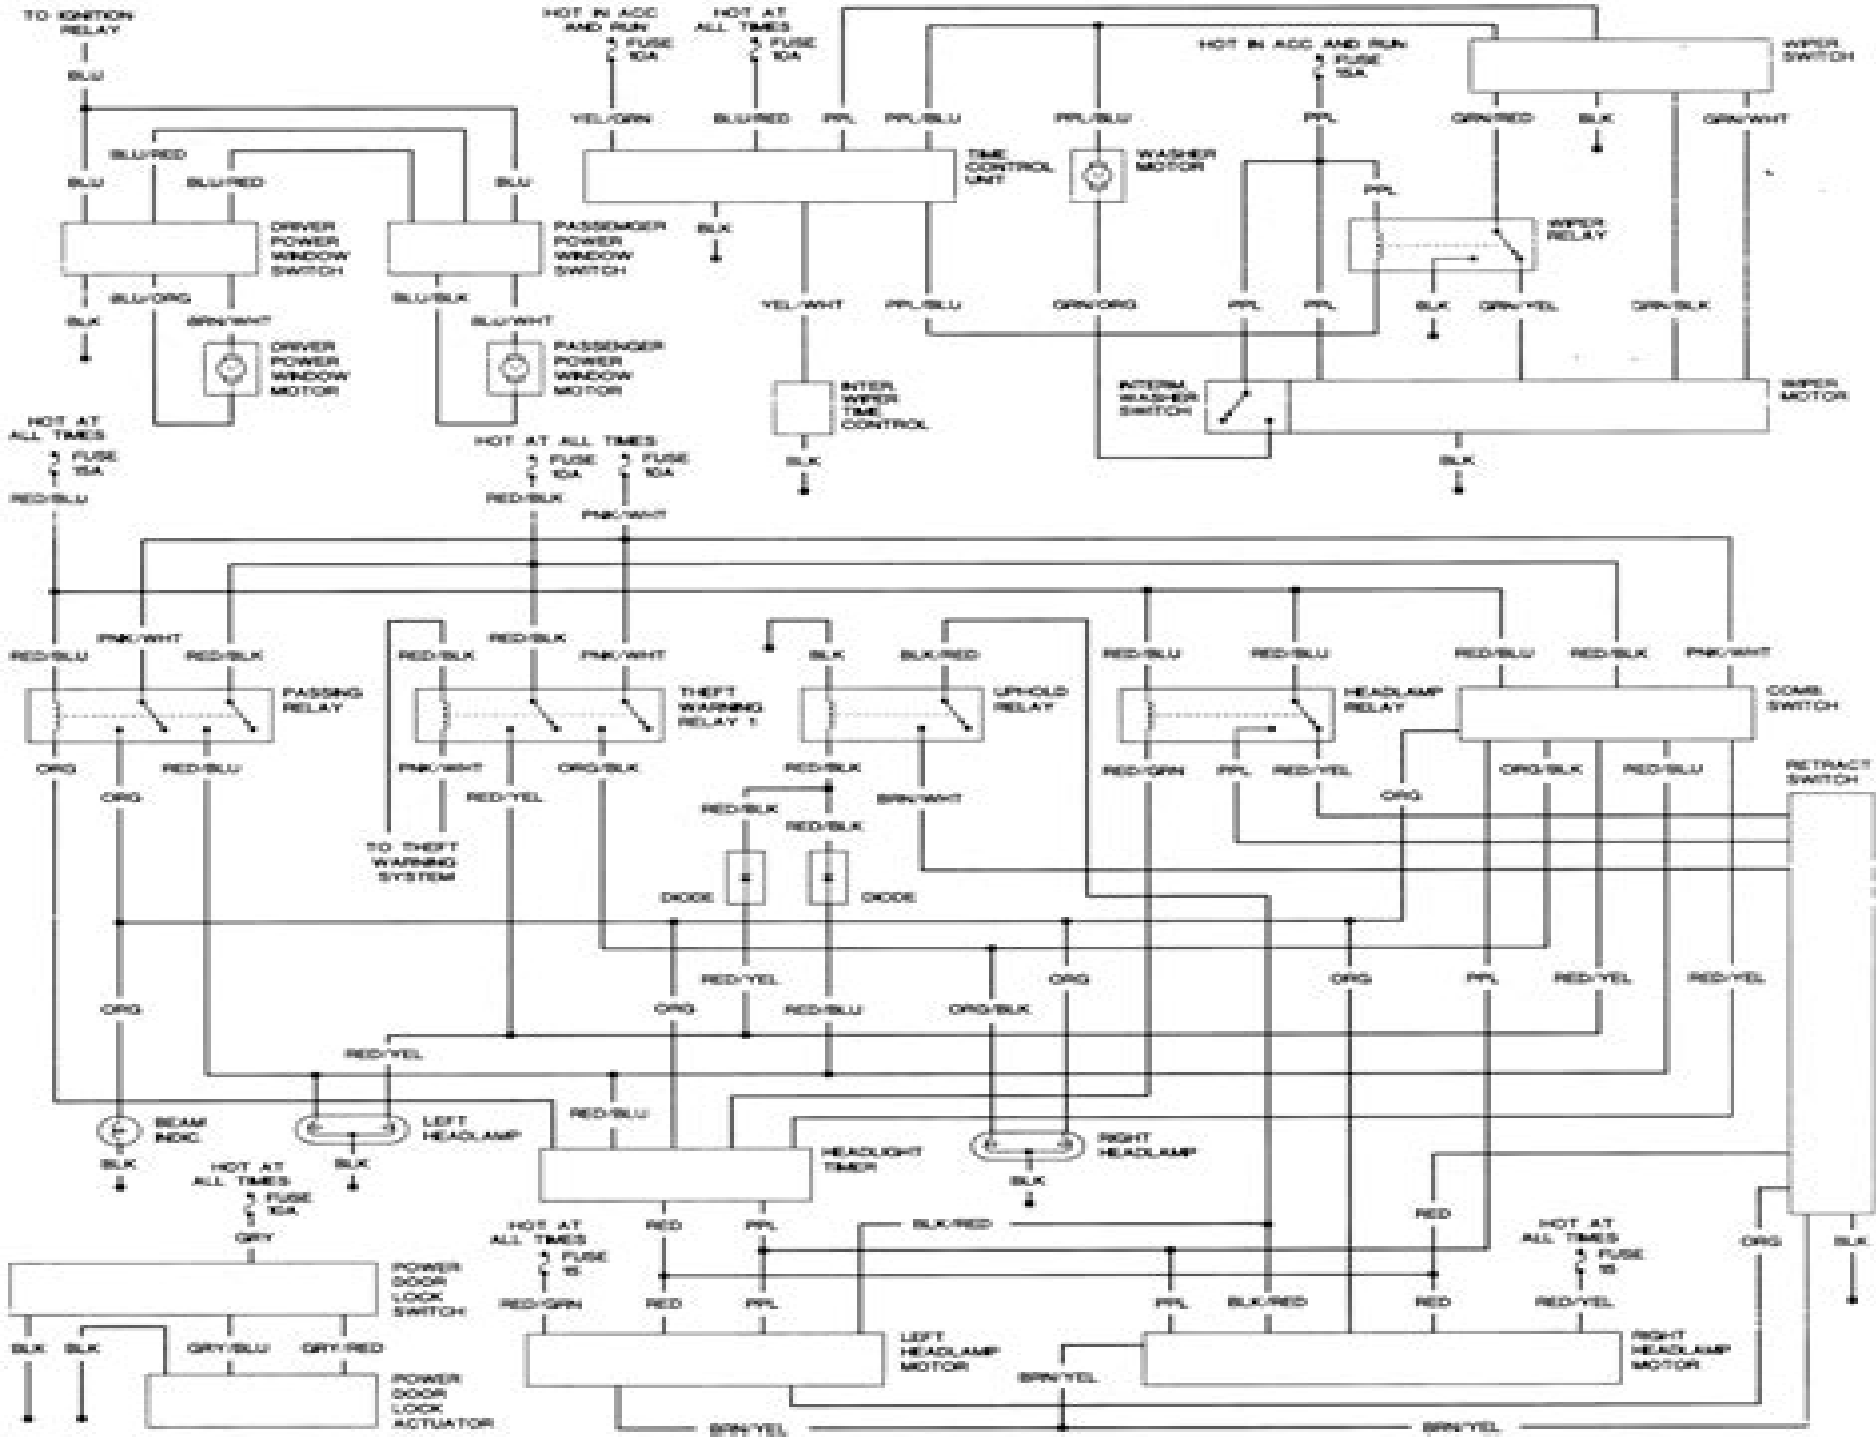 TO IGNITION
RELAY
BLU
HOT IN ACC
AND RUN
FUSE
10A
HOT AT
ALL TIMES
FUSE
10A
HOT IN ACC AND RUN
FUSE
15A
WIPER
SWITCH
YEL/GRN
BLU/RED
PPL
PPL/BLU
PPL/BLU
PPL
GRN/RED
BLK
GRN/WHT
BLU/RED
BLU
BLU/RED
BLU
TIME
CONTROL
UNIT
WASHER
MOTOR
PPL
DRIVER
POWER
WINDOW
SWITCH
PASSENGER
POWER
WINDOW
SWITCH
BLK
WIPER
RELAY
BLU/ORG
BLK
BRN/WHT
BLU/BLK
BLU/WHT
YEL/WHT
PPL/BLU
GRN/ORG
PPL
PPL
BLK
GRN/YEL
GRN/BLK
DRIVER
POWER
WINDOW
MOTOR
PASSENGER
POWER
WINDOW
MOTOR
INTER.
WIPER
TIME
CONTROL
INTERM.
WASHER
SWITCH
WIPER
MOTOR
BLK
BLK
HOT AT
ALL TIMES
FUSE
15A
RED/BLU
HOT AT ALL TIMES
FUSE
10A
FUSE
10A
RED/BLK
PNK/WHT
PNK/WHT
RED/BLU
RED/BLK
RED/BLK
RED/BLK
PNK/WHT
BLK
BLK/RED
RED/BLU
RED/BLU
RED/BLU
RED/BLK
PNK/WHT
PASSING
RELAY
THEFT
WARNING
RELAY 1
UPHOLD
RELAY
HEADLAMP
RELAY
COMB.
SWITCH
ORG
RED/BLU
ORG
PNK/WHT
ORG/BLK
RED/YEL
RED/BLK
BRN/WHT
RED/BLK
RED/BLK
RED/GRN
PPL
RED/YEL
ORG
ORG/BLK
RED/BLU
RETRACT
SWITCH
TO THEFT
WARNING
SYSTEM
DIODE
DIODE
RED/YEL
ORG
ORG
PPL
RED/YEL
RED/YEL
ORG
ORG
RED/BLU
ORG/BLK
RED/YEL
RED/BLU
BEAM
INDIC.
LEFT
HEADLAMP
HEADLIGHT
TIMER
RIGHT
HEADLAMP
BLK
BLK
BLK
HOT AT
ALL TIMES
FUSE
10A
GRY
RED
PPL
BLK/RED
RED
ORG
BLK
HOT AT
ALL TIMES
FUSE
15
HOT AT
ALL TIMES
FUSE
15
RED/GRN
RED
PPL
PPL
BLK/RED
RED
RED/YEL
POWER
DOOR
LOCK
SWITCH
BLK
BLK
GRY/BLU
GRY/RED
POWER
DOOR
LOCK
ACTUATOR
LEFT
HEADLAMP
MOTOR
BRN/YEL
RIGHT
HEADLAMP
MOTOR
BRN/YEL
BRN/YEL